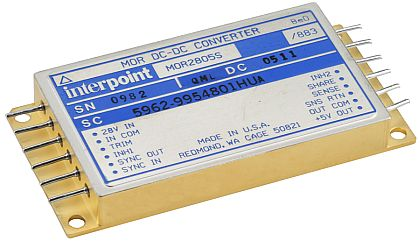 MOR DC-DC CONVERTER
interpoint MOR2805S /883
SN 0982 QML DC 0511
SC 5962-9954801HUA
28V IN INH2
IN COM SHARE
TRIM SENSE
INH1 SNS RTN
SYNC OUT MADE IN U.S.A. OUT COM
SYNC IN REDMOND, WA CAGE 50821 +5V OUT